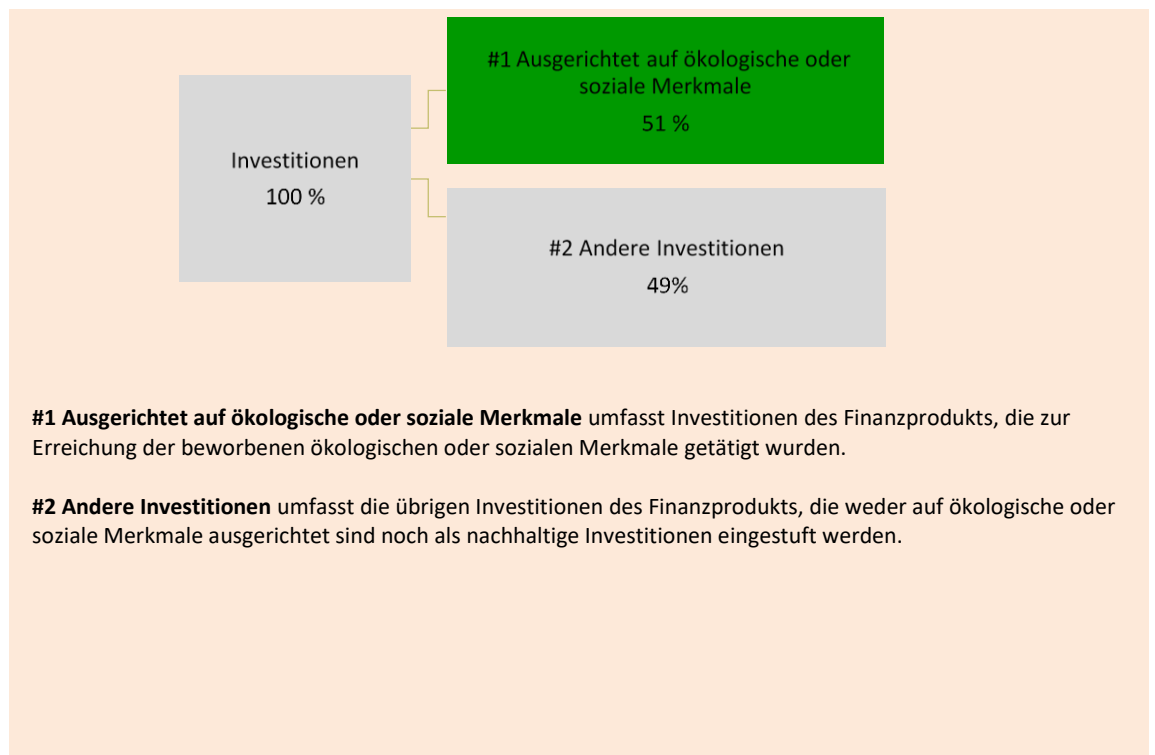 #1 Ausgerichtet auf ökologische oder
soziale Merkmale
51 %
Investitionen
100 %
#2 Andere Investitionen
49%
#1 Ausgerichtet auf ökologische oder soziale Merkmale umfasst Investitionen des Finanzprodukts, die zur
Erreichung der beworbenen ökologischen oder sozialen Merkmale getätigt wurden.
#2 Andere Investitionen umfasst die übrigen Investitionen des Finanzprodukts, die weder auf ökologische oder
soziale Merkmale ausgerichtet sind noch als nachhaltige Investitionen eingestuft werden.